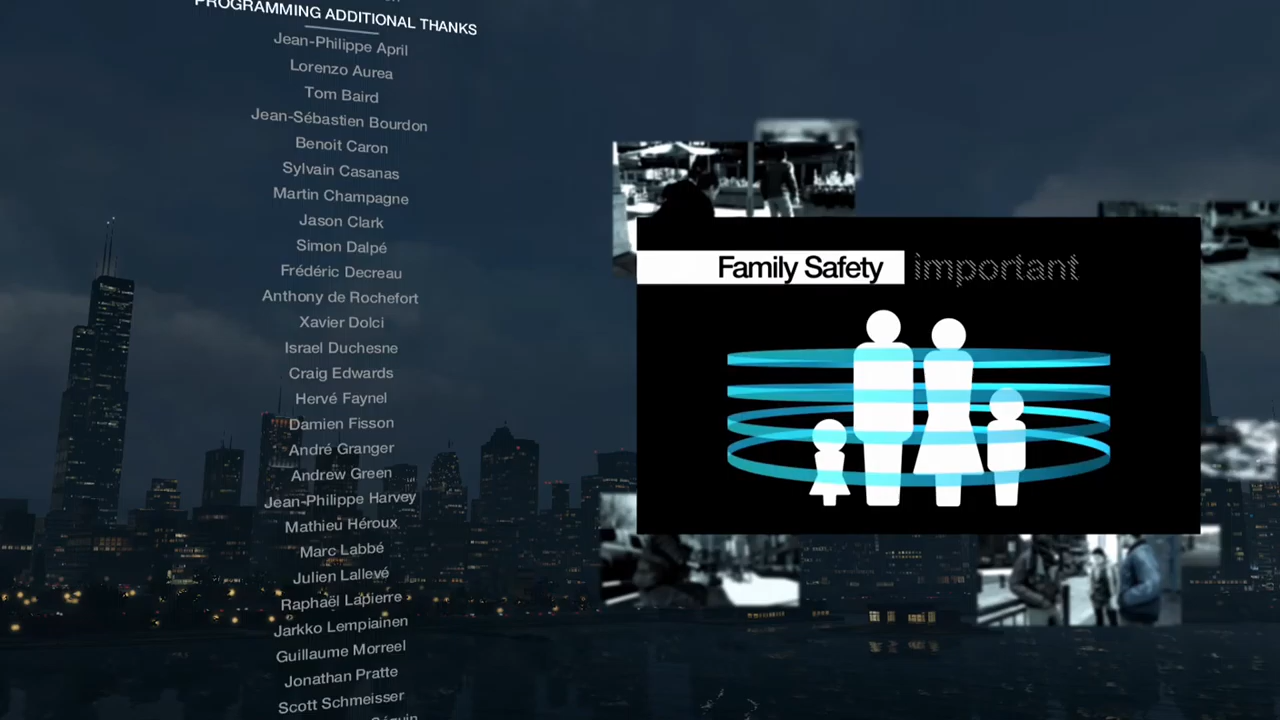 PROGRAMMING ADDITIONAL THANKS
Jean-Philippe April
Lorenzo Aurea
Tom Baird
Jean-Sébastien Bourdon
Benoit Caron
Sylvain Casanas
Martin Champagne
Jason Clark
Simon Dalpé
Frédéric Decreau
Anthony de Rochefort
Xavier Dolci
Israel Duchesne
Craig Edwards
Hervé Faynel
Damien Fisson
André Granger
Andrew Green
Jean-Philippe Harvey
Mathieu Héroux
Marc Labbé
Julien Lallevé
Raphaël Lapierre
Jarkko Lempiainen
Guillaume Morreel
Jonathan Pratte
Scott Schmeisser
Family Safety important